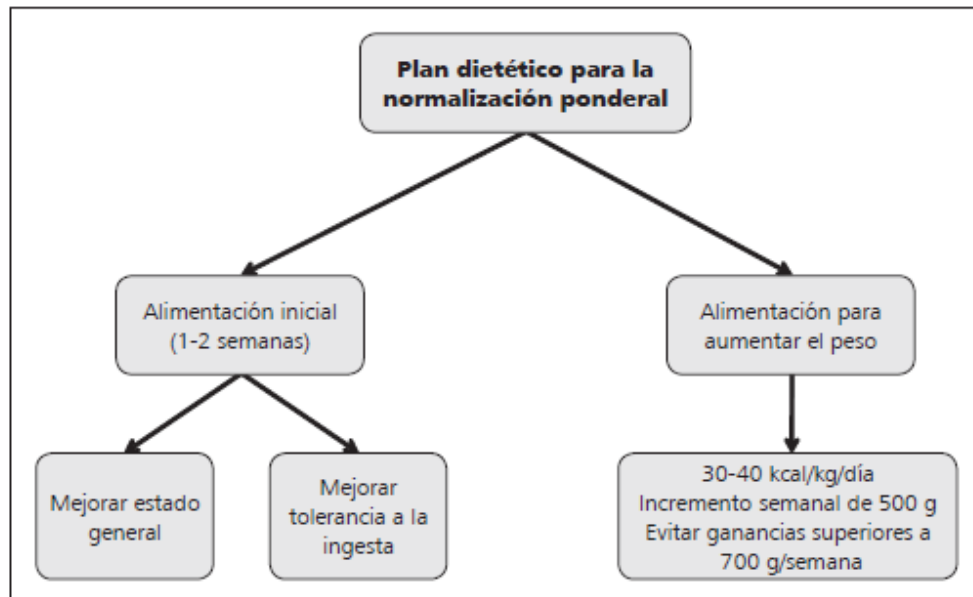 Plan dietético para la
normalización ponderal
Alimentación inicial
(1-2 semanas)
Alimentación para
aumentar el peso
Mejorar estado
general
Mejorar
tolerancia a la
ingesta
30-40 kcal/kg/día
Incremento semanal de 500 g
Evitar ganancias superiores a
700 g/semana